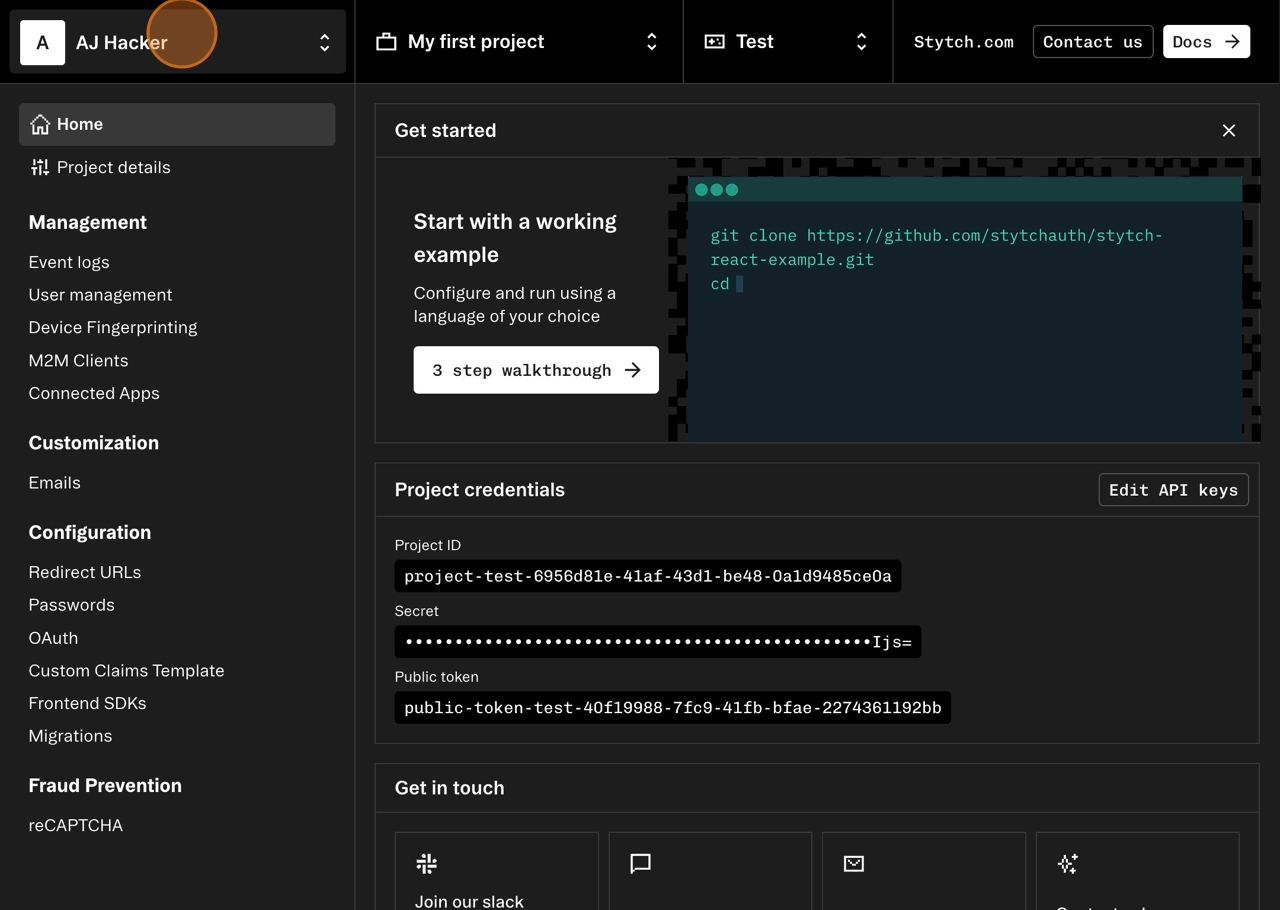 A AJ Hacker
My first project
Test
Stytch.com
Contact us
Docs
Home
Project details
Management
Event logs
User management
Device Fingerprinting
M2M Clients
Connected Apps
Customization
Emails
Configuration
Redirect URLs
Passwords
OAuth
Custom Claims Template
Frontend SDKs
Migrations
Fraud Prevention
reCAPTCHA
Get started
Start with a working
example
Configure and run using a
language of your choice
3 step walkthrough
git clone https://github.com/stytchauth/stytch-
react-example.git
cd
Project credentials
Edit API keys
Project ID
project-test-6956d81e-41af-43d1-be48-0a1d9485ce0a
Secret
•••••••••••••••••••••••••••••••••••••••••••••••Ijs=
Public token
public-token-test-40f19988-7fc9-41fb-bfae-2274361192bb
Get in touch
Join our slack